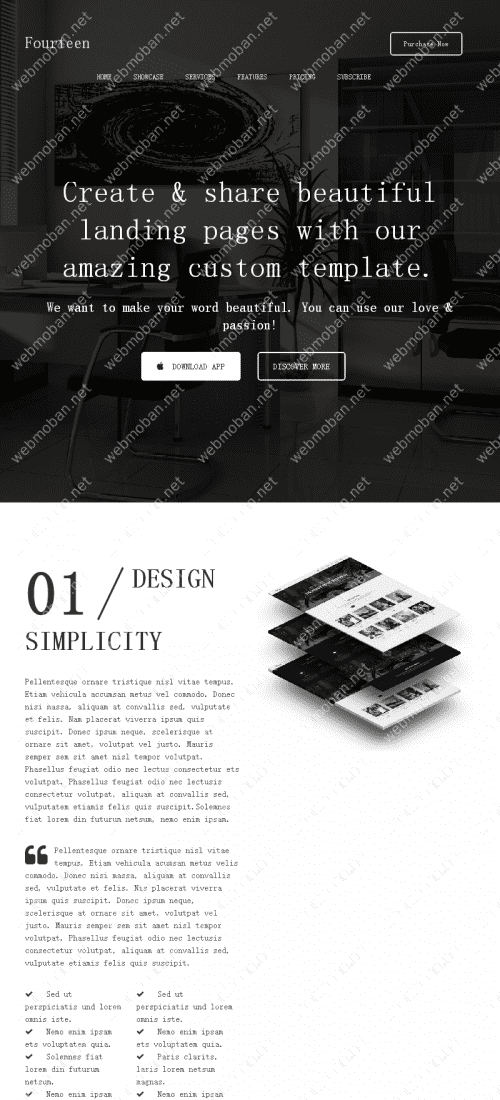 Fourteen
Purchase Now
HOME SHOWCASE SERVICES FEATURES PRICING SUBSCRIBE
Create & share beautiful
landing pages with our
amazing custom template.
We want to make your word beautiful. You can use our love &
passion!
DOWNLOAD APP DISCOVER MORE
01/ DESIGN
SIMPLICITY
Pellentesque ornare tristique nisl vitae tempus.
Etiam vehicula accumsan metus vel commodo. Donec
nisi massa, aliquam at convallis sed, vulputate
et felis. Nam placerat viverra ipsum quis
suscipit. Donec ipsum neque, scelerisque at
ornare sit amet, volutpat vel justo. Mauris
semper sem sit amet nisl tempor volutpat.
Phasellus feugiat odio nec lectus consectetur ets
volutpat. Phasellus feugiat odio nec lectusis
consectetur volutpat, aliquam at convallis sed,
vulputatem etiamis felis quis suscipit.Solemnes
fiat lorem din futurum netsum, nemo enim ipsam.
Pellentesque ornare tristique nisl vitae
tempus. Etiam vehicula acumsan metus velis
commodo. Donec nisi massa, aliquam at convallis
sed, vulputate et felis. Nis placerat viverra
ipsum quis suscipit. Donec ipsum neque,
scelerisque at ornare sit amet, volutpat vel
justo. Mauris semper sem sit amet nisl tempor
volutpat. Phasellus feugiat odio nec lectusis
consectetur volutpat, aliquam at convallis sed,
vulputate etiamis felis quis suscipit.
Sed ut
perspiciatis und lorem
omnis iste.
Nemo enim ipsam
ets voluptatem quia.
Solemnes fiat
lorem din futurum
netsum.
Nemo enim ipsam
Sed ut
perspiciatis und lorem
omnis iste.
Nemo enim ipsam
ets voluptatem quia.
Paris clarits,
laris lorem netsum
magnas.
Nemo enim ipsam
webmoban.net